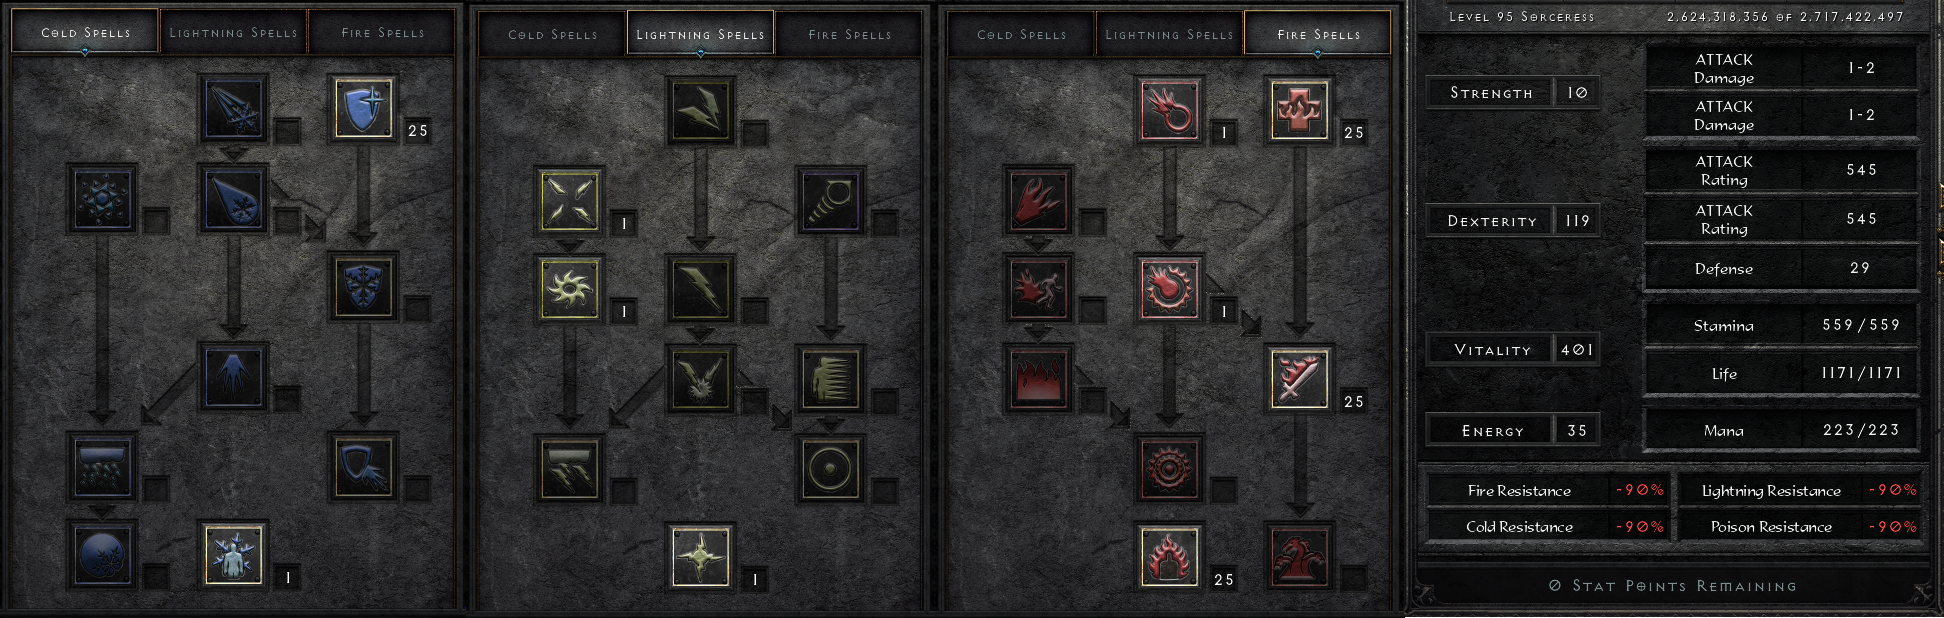 Cold Spells
Lightning Spells
Fire Spells
25
1
Cold Spells
Lightning Spells
Fire Spells
1
1
1
Cold Spells
Lightning Spells
Fire Spells
1
25
1
25
25
Level 95 Sorceress
2,624,318,356 of 2,717,422,497
Strength 10
Dexterity 119
Vitality 401
Energy 35
ATTACK
Damage
1-2
ATTACK
Damage
1-2
ATTACK
Rating
545
ATTACK
Rating
545
Defense 29
Stamina 559/559
Life 1171/1171
Mana 223/223
Fire Resistance -90%
Lightning Resistance -90%
Cold Resistance -90%
Poison Resistance -90%
0 Stat Points Remaining